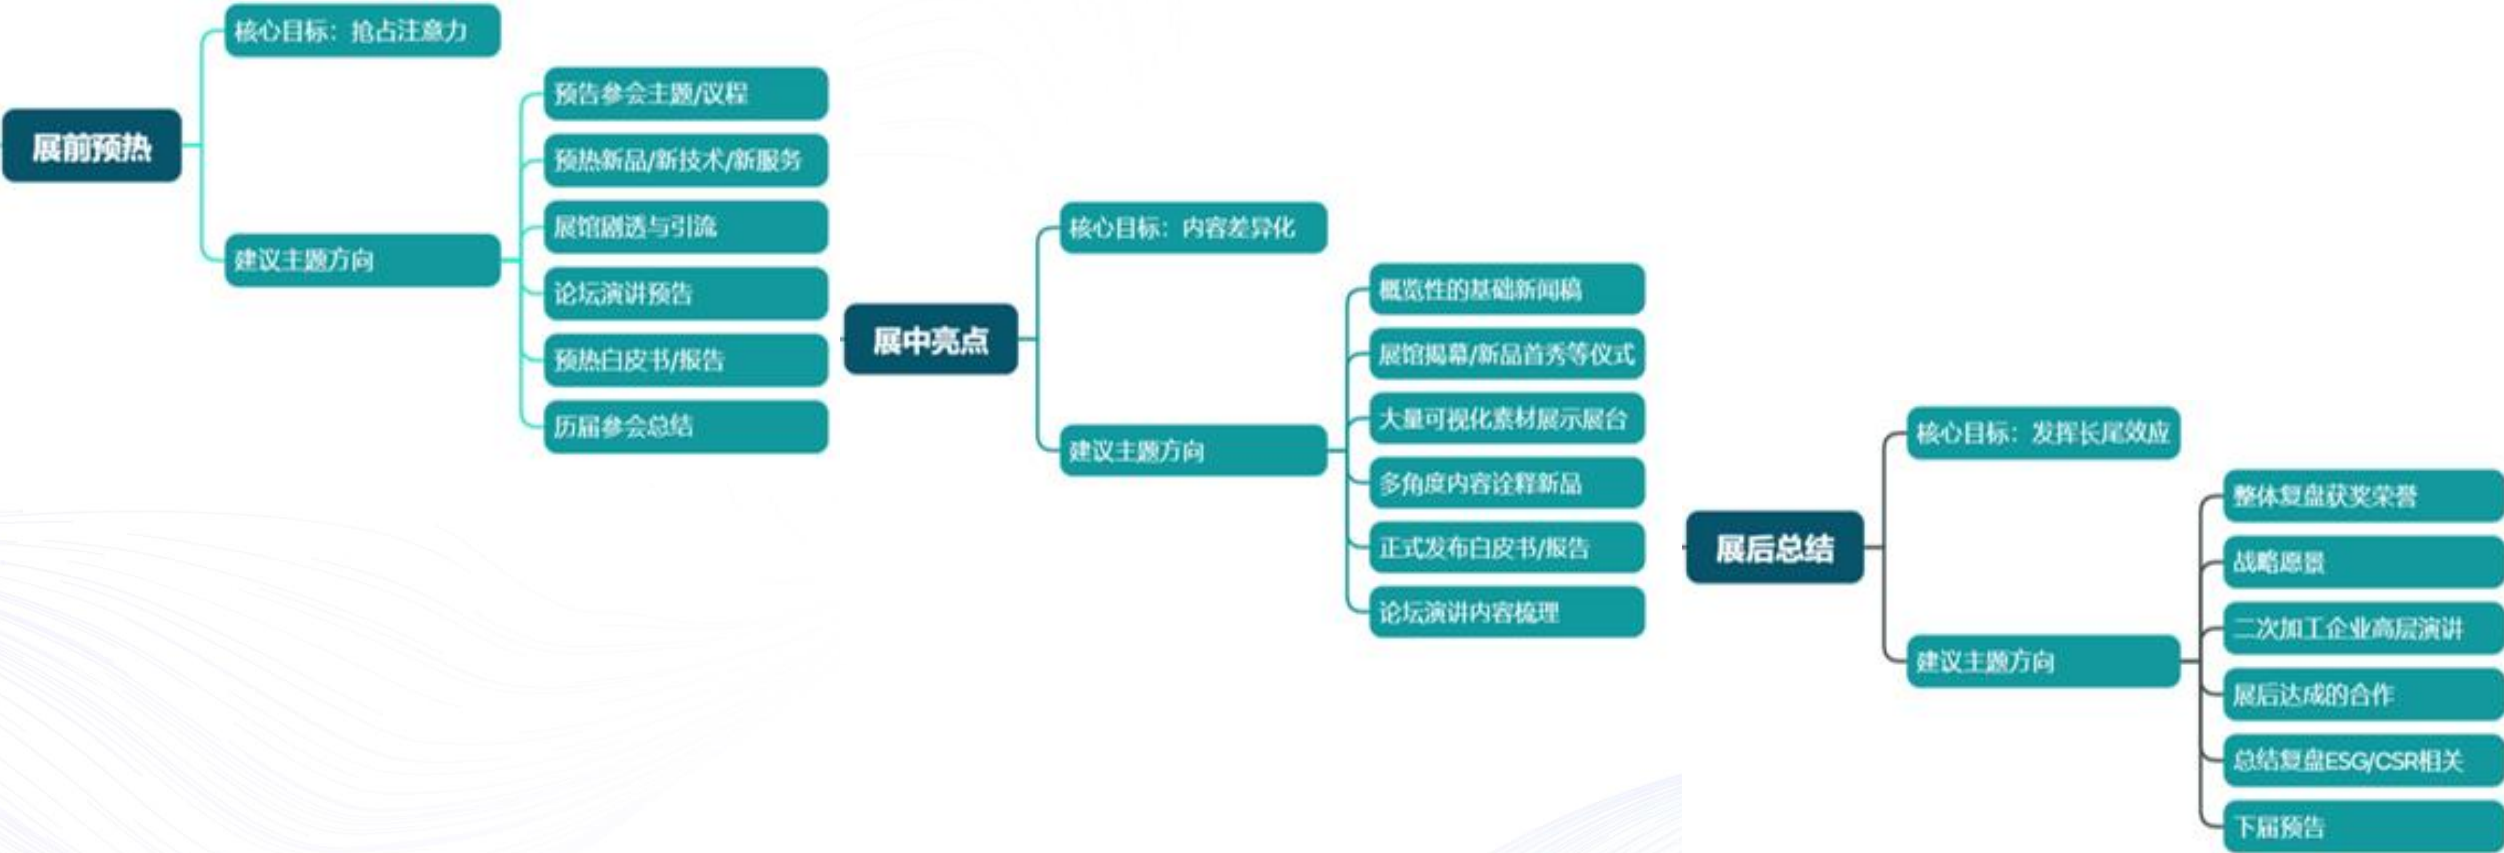 展前预热
核心目标：抢占注意力
建议主题方向
预告参会主题/议程
预热新品/新技术/新服务
展馆剧透与引流
论坛演讲预告
预热白皮书/报告
历届参会总结
展中亮点
核心目标：内容差异化
建议主题方向
概览性的基础新闻稿
展馆揭幕/新品首秀等仪式
大量可视化素材展示展台
多角度内容诠释新品
正式发布白皮书/报告
论坛演讲内容梳理
展后总结
核心目标：发挥长尾效应
建议主题方向
整体复盘获奖荣誉
战略愿景
二次加工企业高层演讲
展后达成的合作
总结复盘ESG/CSR相关
下届预告